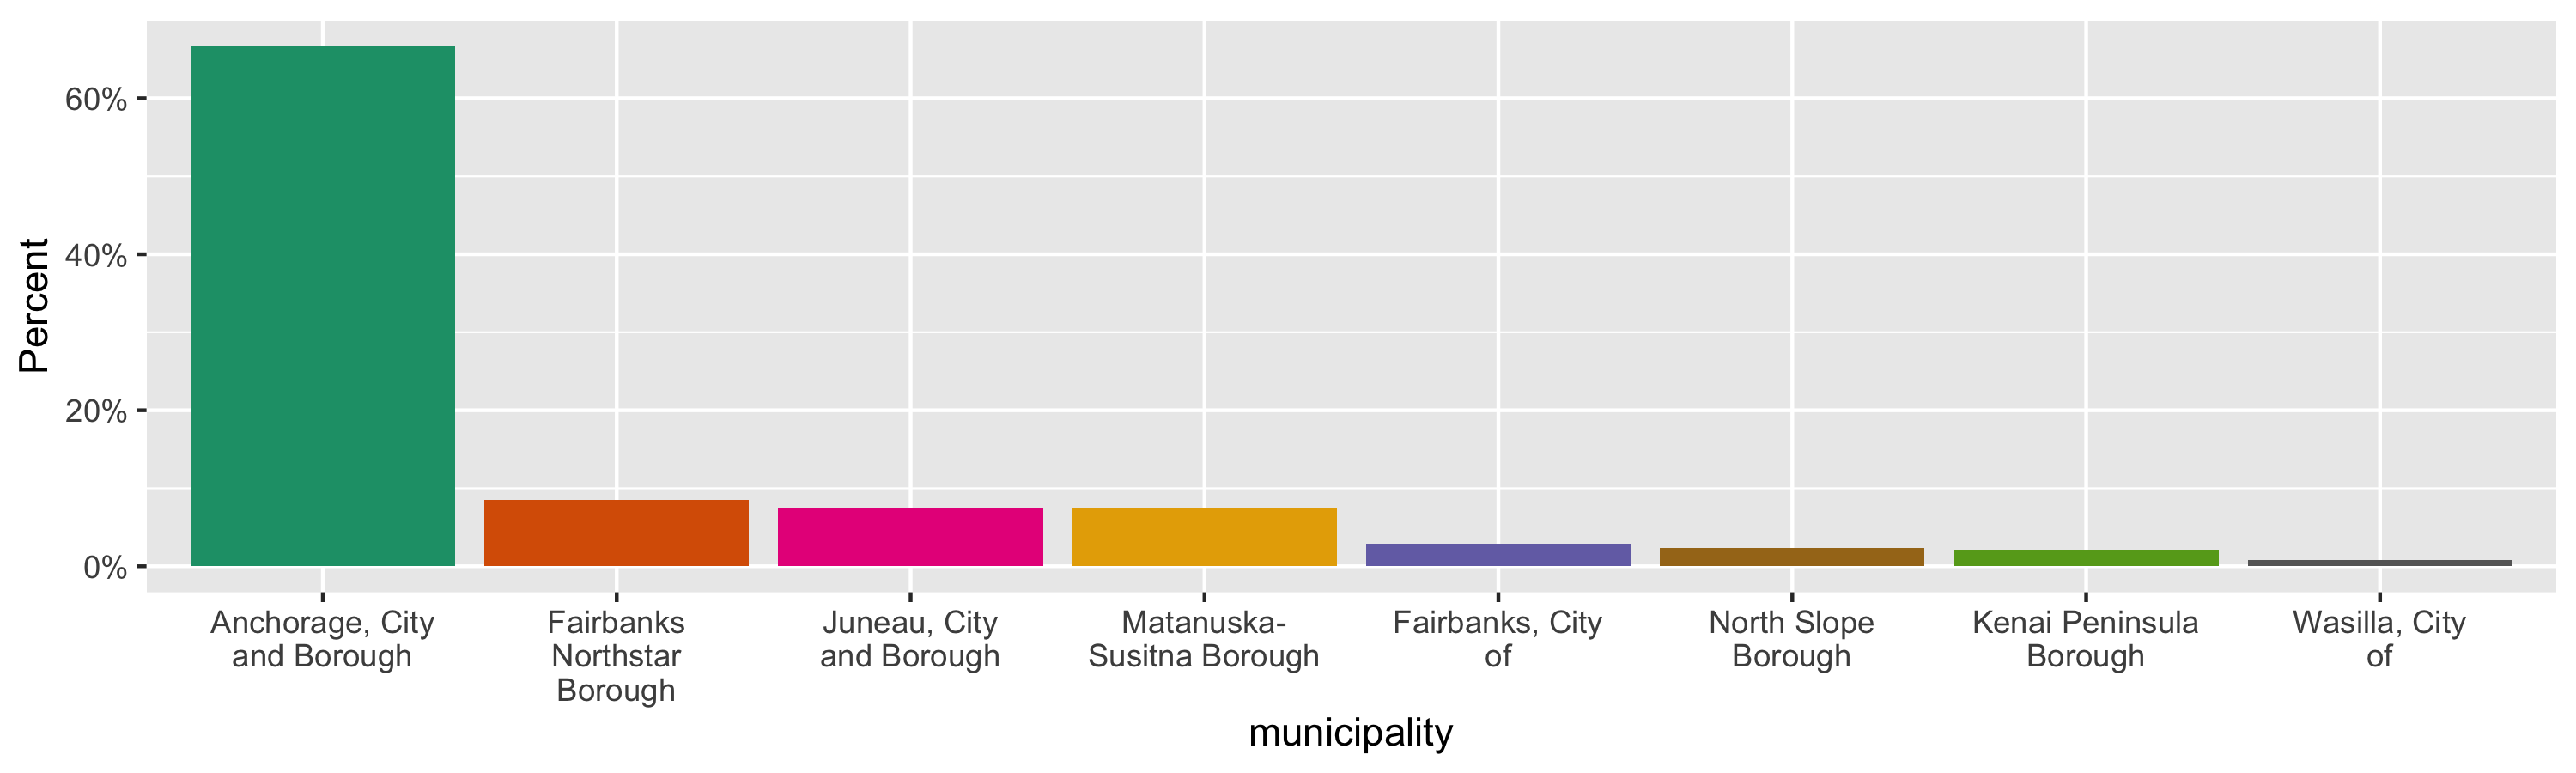 Percent
60%
40%
20%
0%
Anchorage, City
and Borough
Fairbanks
Northstar
Borough
Juneau, City
and Borough
Matanuska-
Susitna Borough
Fairbanks, City
of
North Slope
Borough
Kenai Peninsula
Borough
Wasilla, City
of
municipality